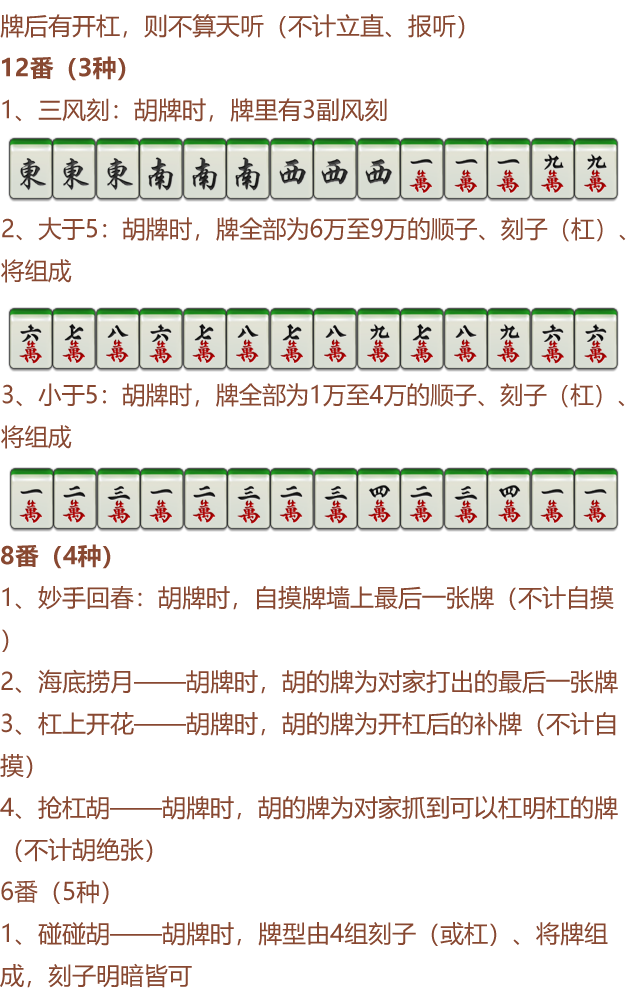 牌后有开杠，则不算天听（不计立直、报听）
12番（3种）
1、三风刻：胡牌时，牌里有3副风刻
東 東 東 南 南 南 西 西 西 一萬 一萬 一萬 九萬 九萬
2、大于5：胡牌时，牌全部为6万至9万的顺子、刻子（杠）、
将组成
六萬 七萬 八萬 六萬 七萬 八萬 七萬 八萬 九萬 七萬 八萬 九萬 六萬 六萬
3、小于5：胡牌时，牌全部为1万至4万的顺子、刻子（杠）、
将组成
一萬 二萬 三萬 一萬 二萬 三萬 二萬 三萬 四萬 二萬 三萬 四萬 一萬 一萬
8番（4种）
1、妙手回春：胡牌时，自摸牌墙上最后一张牌（不计自摸
）
2、海底捞月——胡牌时，胡的牌为对家打出的最后一张牌
3、杠上开花——胡牌时，胡的牌为开杠后的补牌（不计自
摸）
4、抢杠胡——胡牌时，胡的牌为对家抓到可以杠明杠的牌
（不计胡绝张）
6番（5种）
1、碰碰胡——胡牌时，牌型由4组刻子（或杠）、将牌组
成，刻子明暗皆可